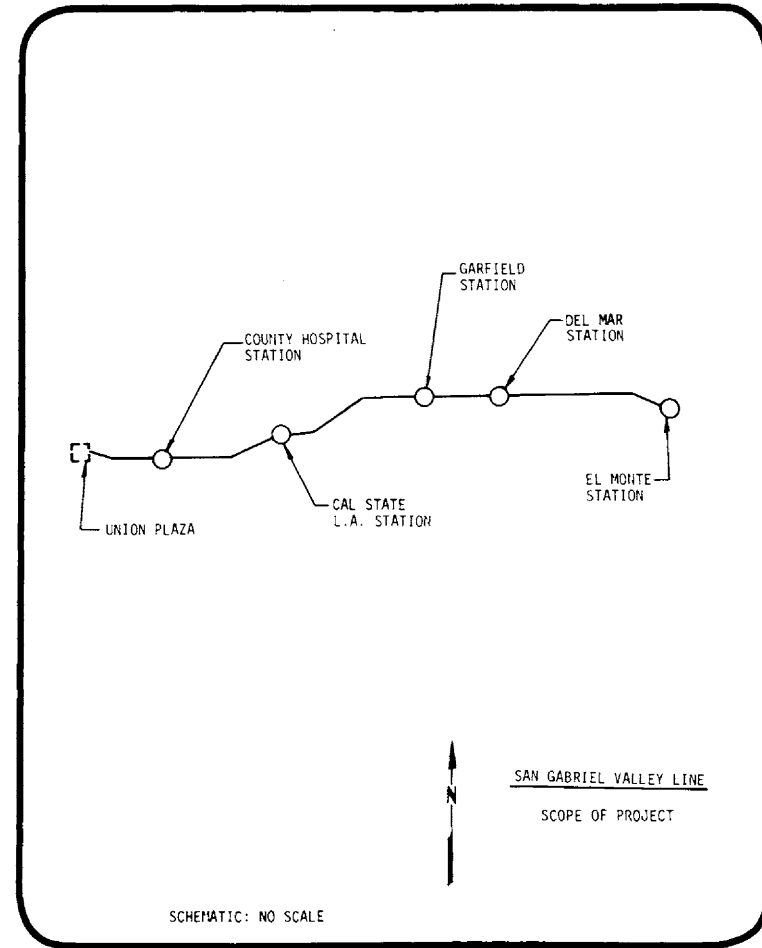 GARFIELD
STATION
DEL MAR
STATION
COUNTY HOSPITAL
STATION
EL MONTE
STATION
CAL STATE
L.A. STATION
UNION PLAZA
N
SAN GABRIEL VALLEY LINE
SCOPE OF PROJECT
SCHEMATIC: NO SCALE